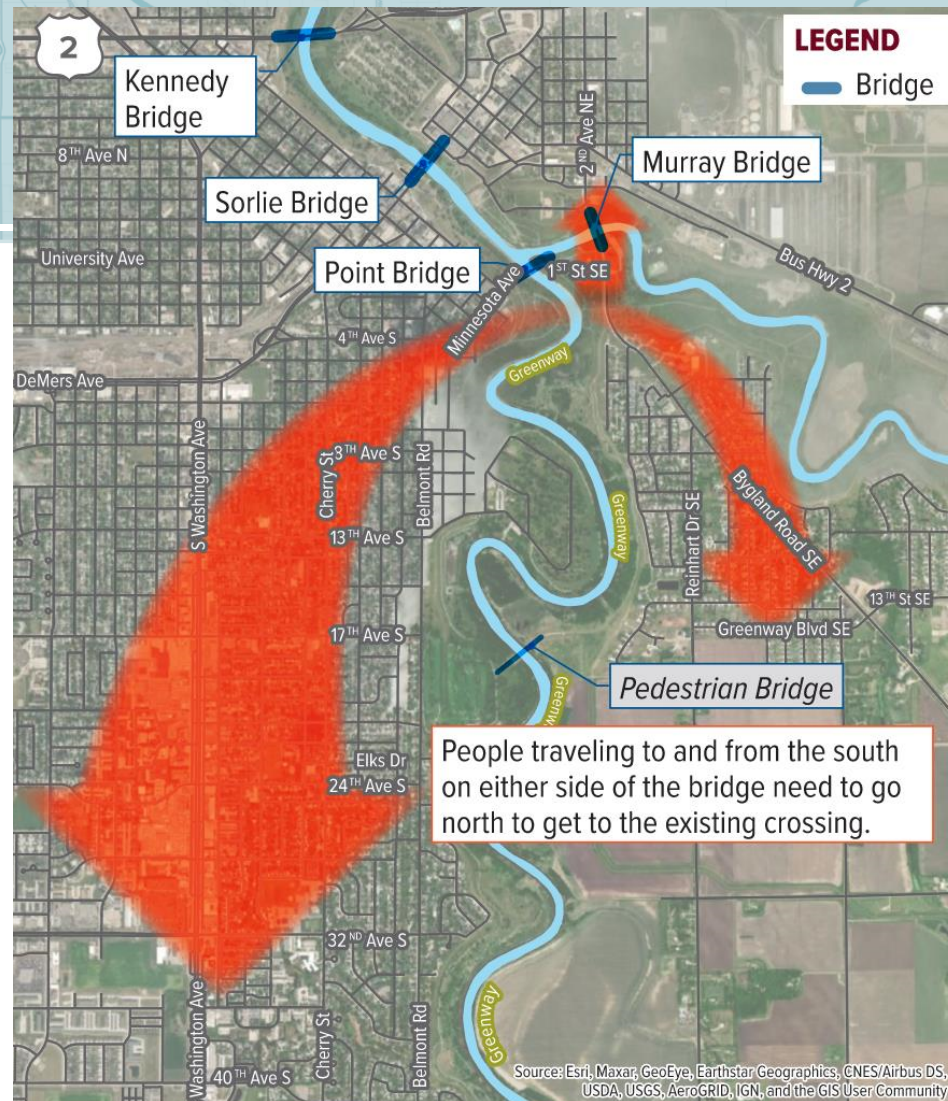 2
LEGEND
Bridge
Kennedy
Bridge
2ND Ave NE
8TH Ave N
Murray Bridge
Sorlie Bridge
University Ave
Point Bridge
1ST St SE
Bus Hwy 2
Minnesota Ave
4TH Ave S
Greenway
DeMers Ave
S Washington Ave
Cherry St
8TH Ave S
Belmont Rd
13TH Ave S
Greenway
Reinhart Dr SE
Bygland Road SE
13TH St SE
17TH Ave S
Greenway Blvd SE
Pedestrian Bridge
Greenw
People traveling to and from the south
on either side of the bridge need to go
north to get to the existing crossing.
Elks Dr
24TH Ave S
32ND Ave S
Washington Ave
Cherry St
Belmont Rd
Greenway
40TH Ave S
Source: Esri, Maxar, GeoEye, Earthstar Geographics, CNES/Airbus DS,
USDA, USGS, AeroGRID, IGN, and the GIS User Community